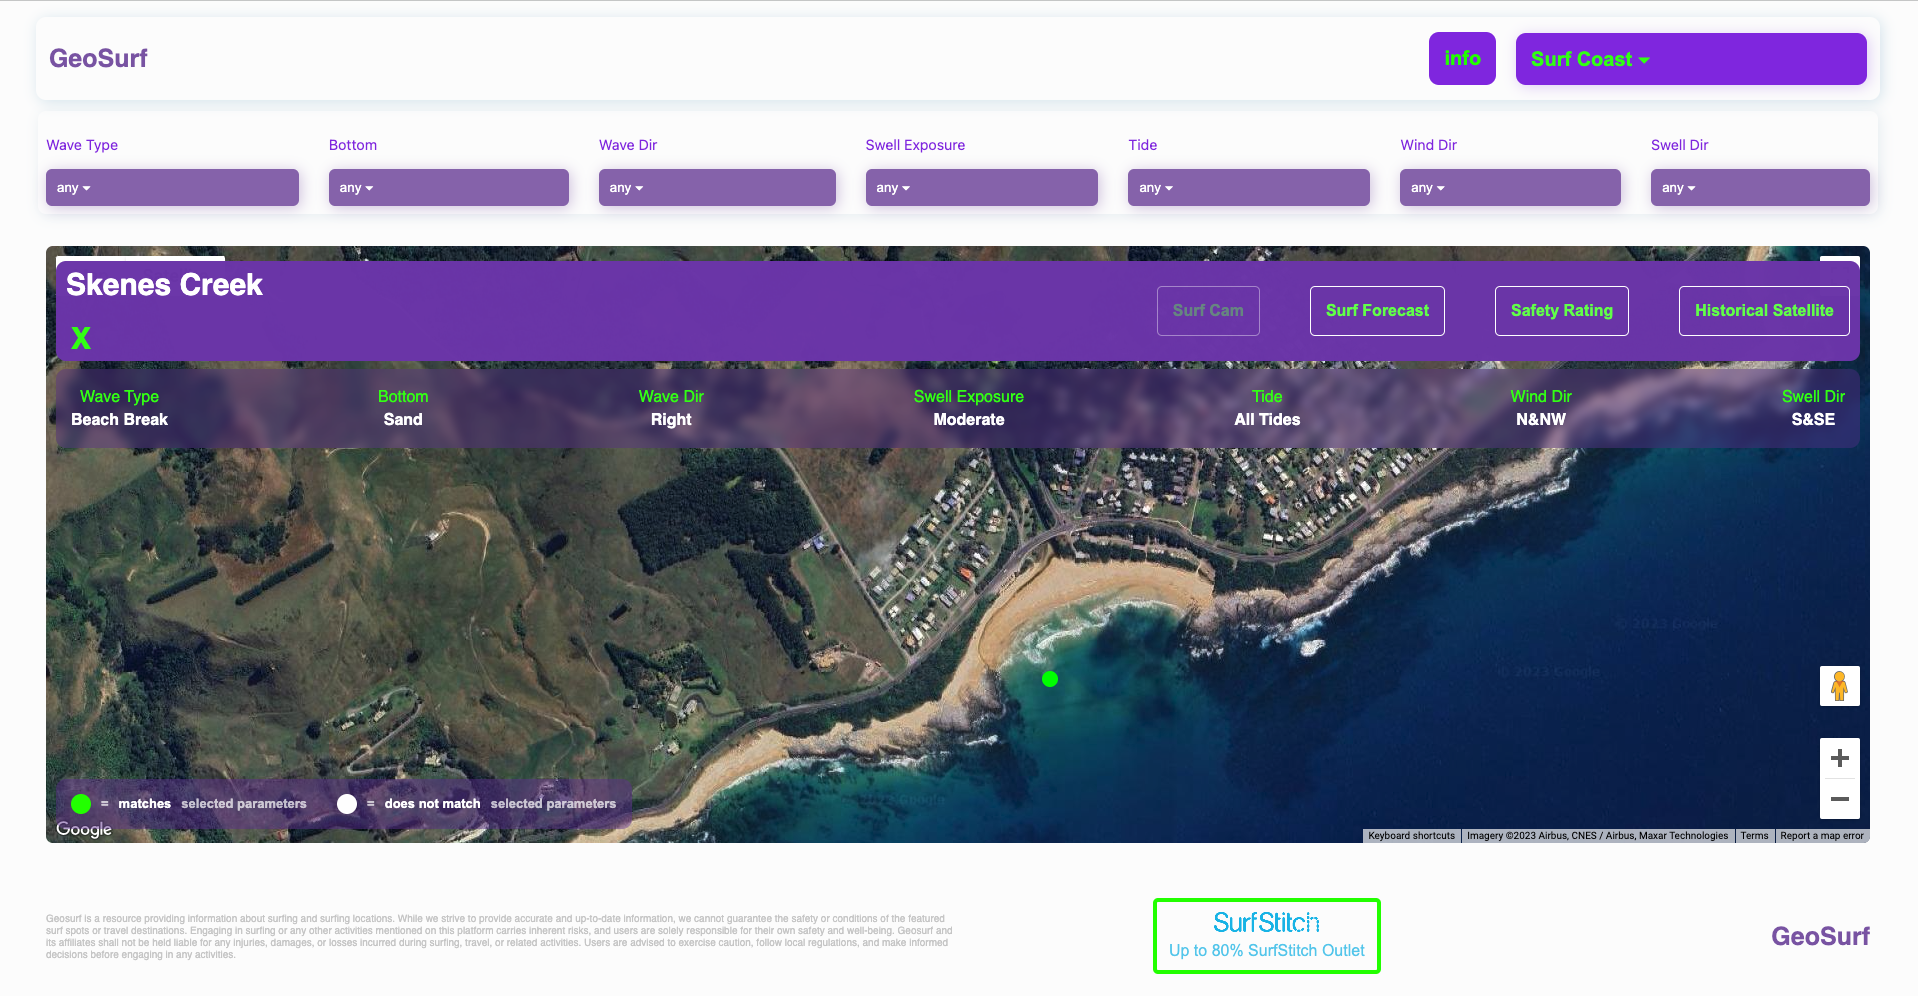 GeoSurf
info
Surf Coast
Wave Type
Bottom
Wave Dir
Swell Exposure
Tide
Wind Dir
Swell Dir
any
any
any
any
any
any
any
Skenes Creek
X
Surf Cam
Surf Forecast
Safety Rating
Historical Satellite
Wave Type
Bottom
Wave Dir
Swell Exposure
Tide
Wind Dir
Swell Dir
Beach Break
Sand
Right
Moderate
All Tides
N&NW
S&SE
© 2023 Google
© 2023 Google
© 2023 Google
= matches selected parameters
= does not match selected parameters
Google
Keyboard shortcuts
Imagery ©2023 Airbus, CNES / Airbus, Maxar Technologies
Terms
Report a map error
Geosurf is a resource providing information about surfing and surfing locations. While we strive to provide accurate and up-to-date information, we cannot guarantee the safety or conditions of the featured
surf spots or travel destinations. Engaging in surfing or any other activities mentioned on this platform carries inherent risks, and users are solely responsible for their own safety and well-being. Geosurf and
its affiliates shall not be held liable for any injuries, damages, or losses incurred during surfing, travel, or related activities. Users are advised to exercise caution, follow local regulations, and make informed
decisions before engaging in any activities.
SurfStitch
Up to 80% SurfStitch Outlet
GeoSurf